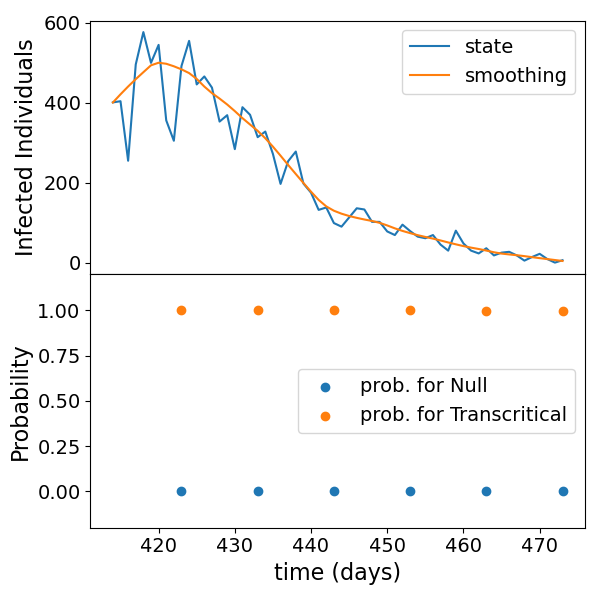 600
400
200
0
Infected Individuals
state
smoothing
1.00
0.75
0.50
0.25
0.00
Probability
prob. for Null
prob. for Transcritical
420 430 440 450 460 470
time (days)